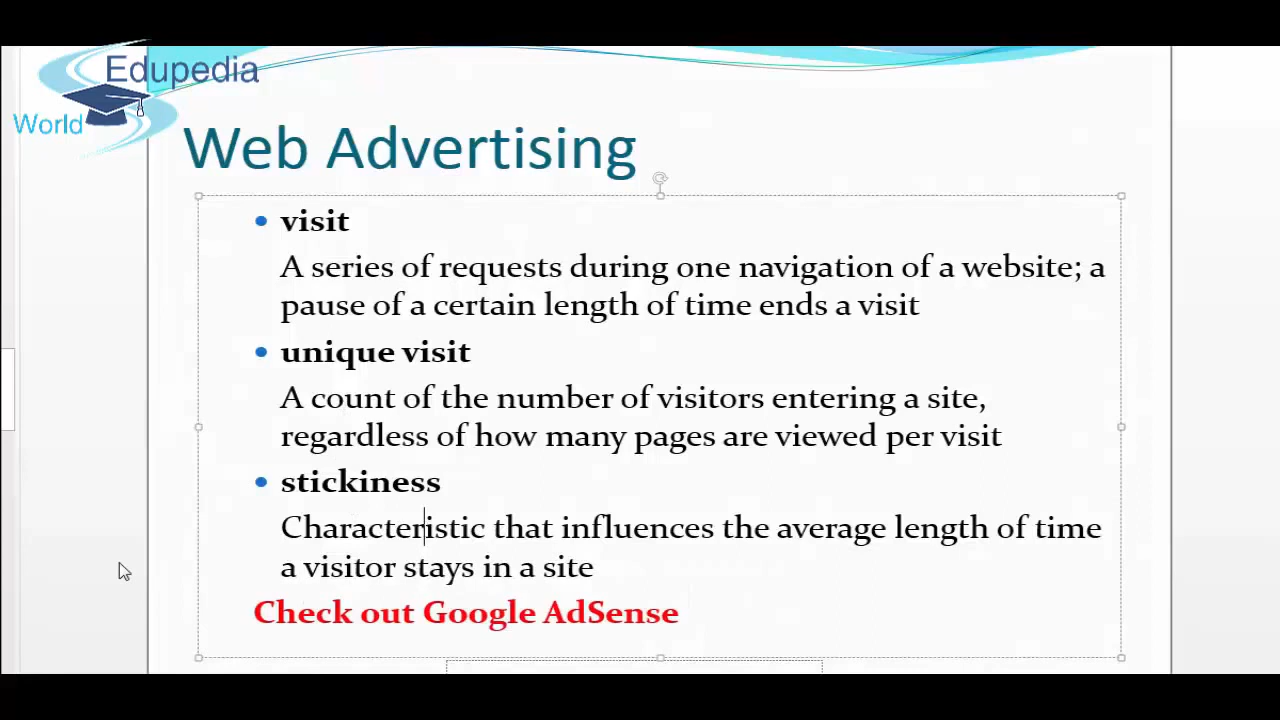 Edupedia
World
Web Advertising
• visit
A series of requests during one navigation of a website; a
pause of a certain length of time ends a visit
• unique visit
A count of the number of visitors entering a site,
regardless of how many pages are viewed per visit
• stickiness
Characteristic that influences the average length of time
a visitor stays in a site
Check out Google AdSense